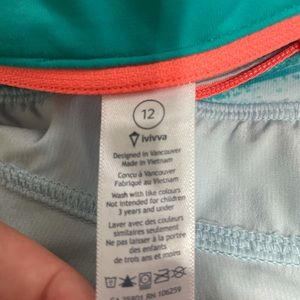 12
ivivva
Designed in Vancouver
Made in Vietnam
Conçu à Vancouver
Fabriqué au Vietnam
Wash with like colours
Not intended for children
3 years and under
Laver avec des couleurs
similaires seulement
Ne pas laisser à la portée
des enfants
de trois ans et moins
RN 106259